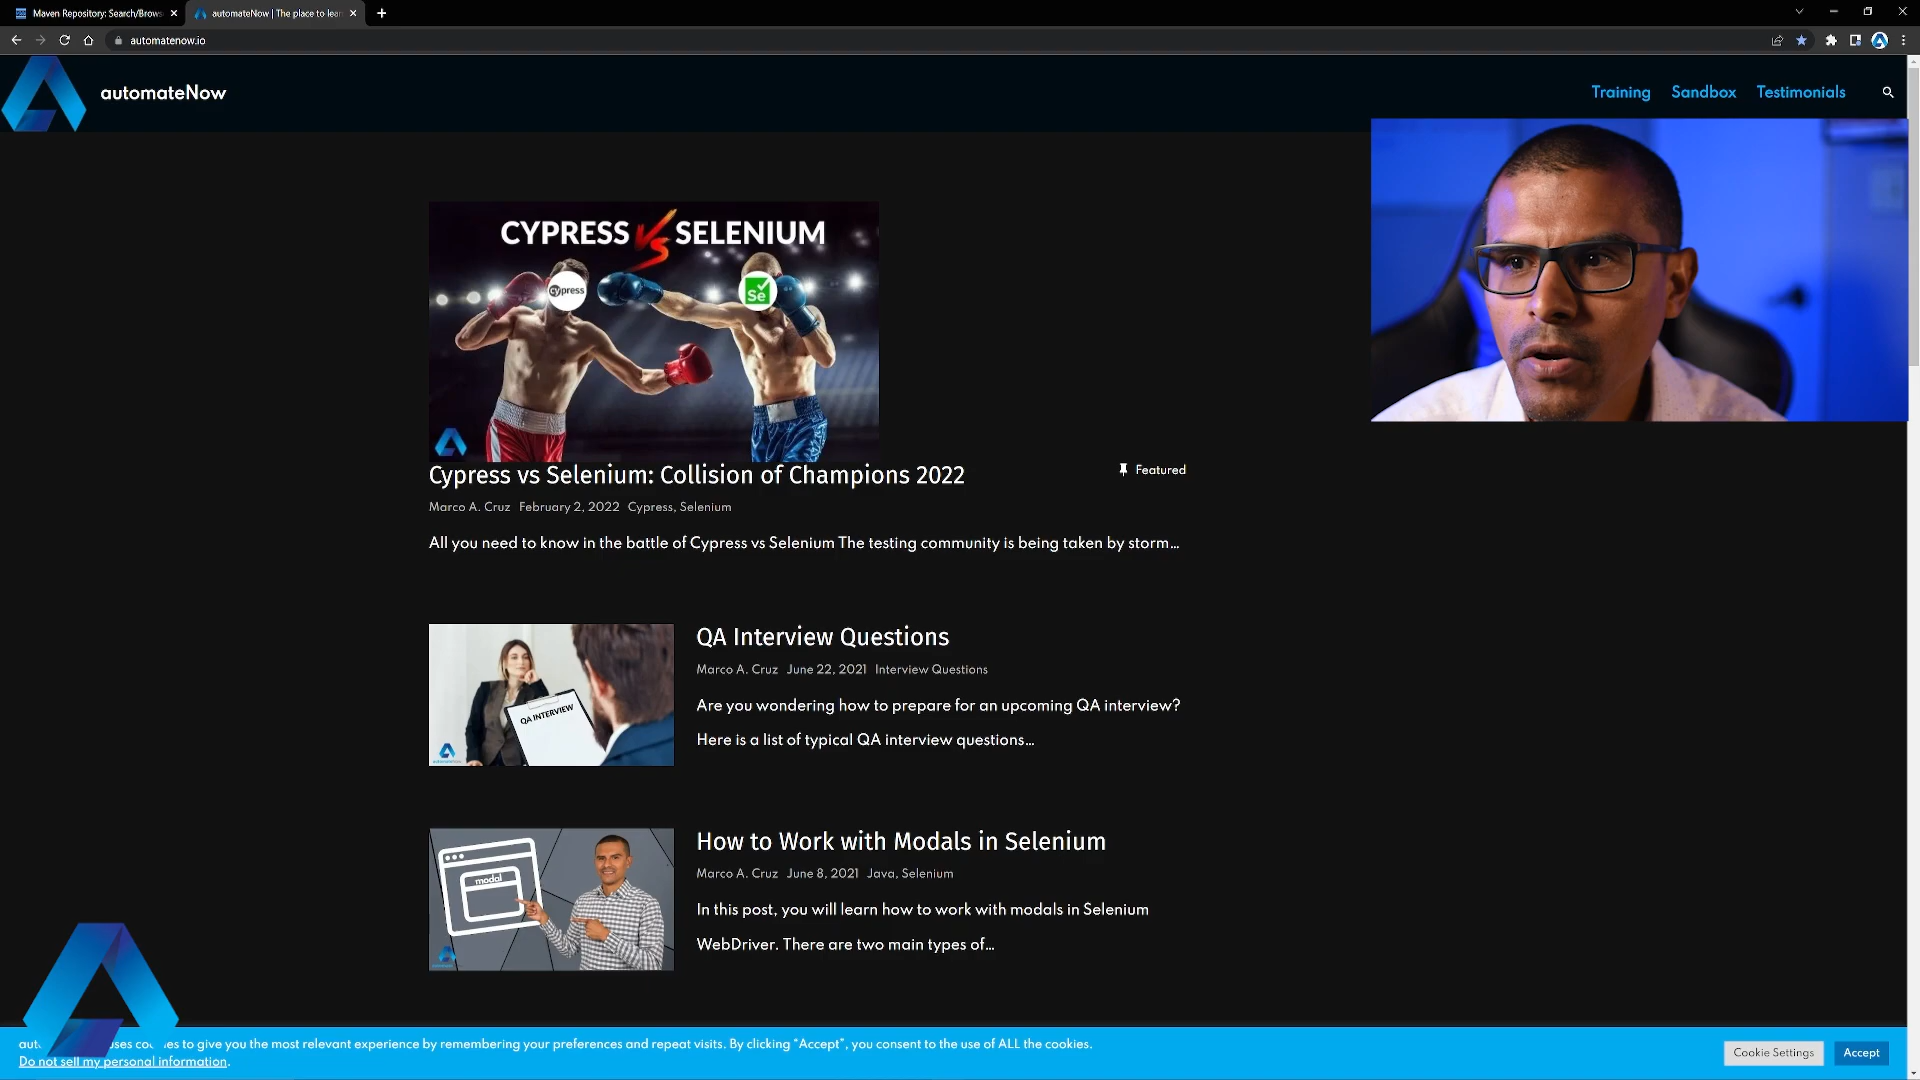 Maven Repository: Search/Brows
automateNow | The place to lear
automatenow.io
automateNow
Training
Sandbox
Testimonials
CYPRESS VS SELENIUM
cypress
Se
Cypress vs Selenium: Collision of Champions 2022
Featured
Marco A. Cruz February 2, 2022 Cypress, Selenium
All you need to know in the battle of Cypress vs Selenium The testing community is being taken by storm...
QA INTERVIEW
QA Interview Questions
Marco A. Cruz June 22, 2021 Interview Questions
Are you wondering how to prepare for an upcoming QA interview?
Here is a list of typical QA interview questions...
modal
How to Work with Modals in Selenium
Marco A. Cruz June 8, 2021 Java, Selenium
In this post, you will learn how to work with modals in Selenium
WebDriver. There are two main types of...
uses to give you the most relevant experience by remembering your preferences and repeat visits. By clicking “Accept”, you consent to the use of ALL the cookies.
Do not sell my personal information.
Cookie Settings
Accept